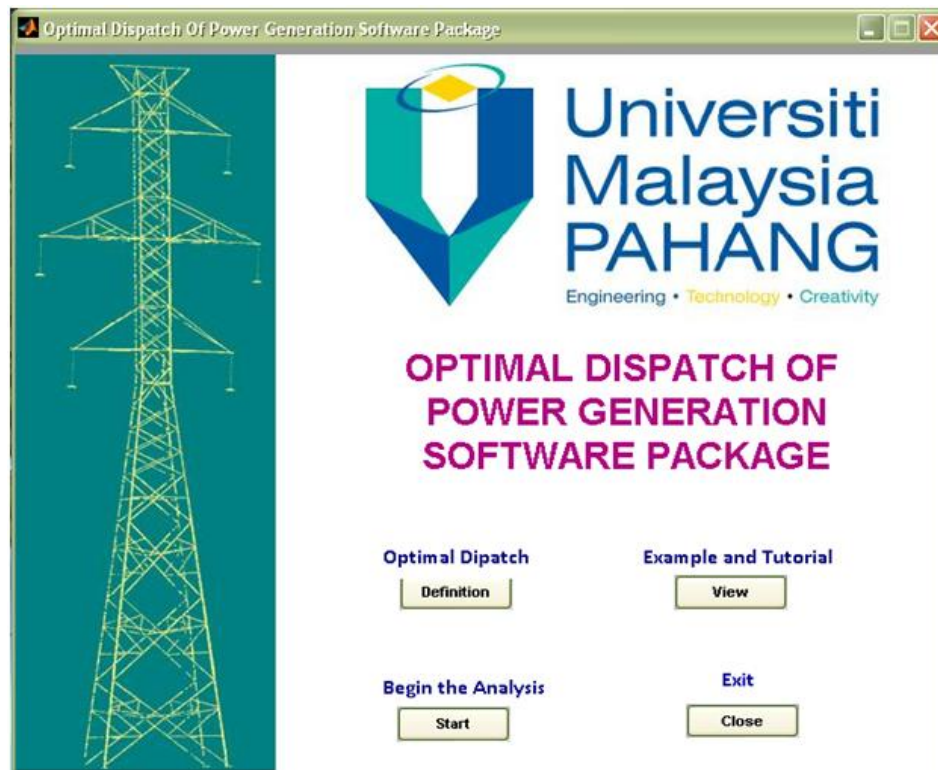 Optimal Dispatch Of Power Generation Software Package
Universiti
Malaysia
PAHANG
Engineering • Technology • Creativity
OPTIMAL DISPATCH OF
POWER GENERATION
SOFTWARE PACKAGE
Optimal Dipatch
Definition
Example and Tutorial
View
Begin the Analysis
Start
Exit
Close